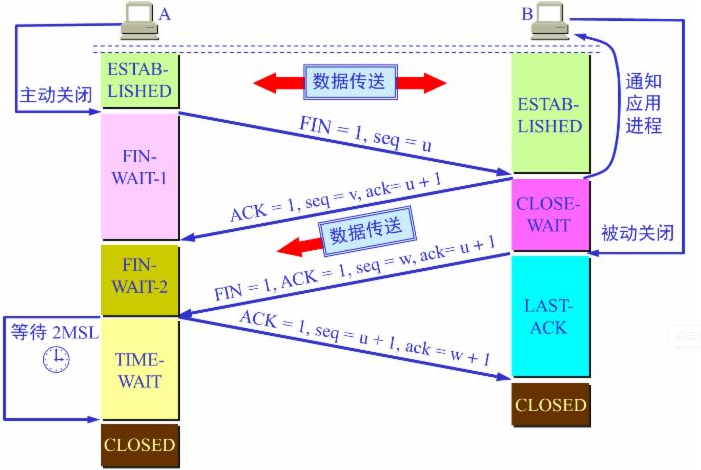 A
B
ESTAB-
LISHED
主动关闭
数据传送
ESTAB-
LISHED
通知
应用
进程
FIN = 1, seq = u
FIN-
WAIT-1
ACK = 1, seq = v, ack= u + 1
CLOSE-
WAIT
数据传送
被动关闭
FIN-
WAIT-2
FIN = 1, ACK = 1, seq = w, ack= u + 1
LAST-
ACK
等待 2MSL
ACK = 1, seq = u + 1, ack = w + 1
TIME-
WAIT
CLOSED
CLOSED